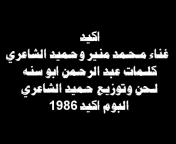 اكيد
غناء محمد منير وحميد الشاعري
كلمات عبد الرحمن ابو سنه
لحن وتوزيع حميد الشاعري
البوم اكيد 1986